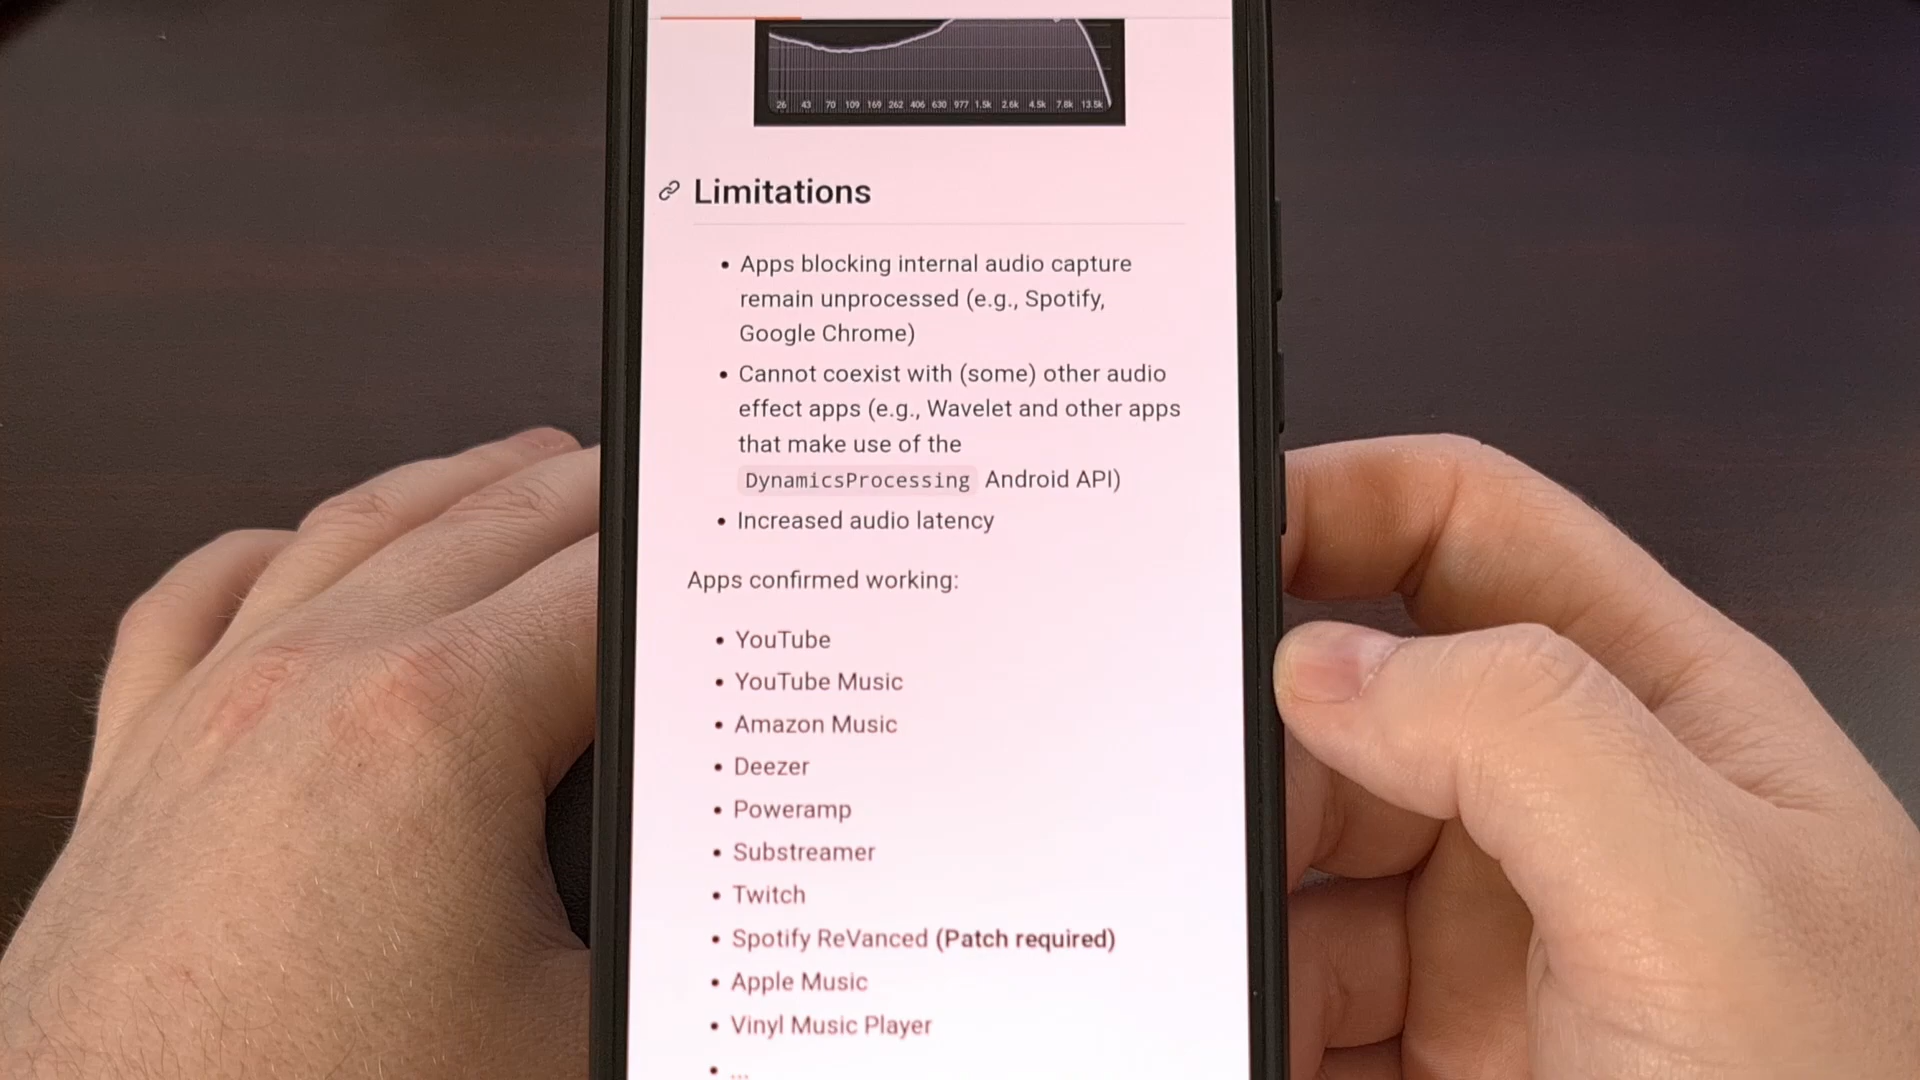 26 43 70 109 169 262 406 630 977 1.5k 2.6k 4.5k 7.8k 13.5k
Limitations
• Apps blocking internal audio capture
remain unprocessed (e.g., Spotify,
Google Chrome)
• Cannot coexist with (some) other audio
effect apps (e.g., Wavelet and other apps
that make use of the
DynamicsProcessing Android API)
• Increased audio latency
Apps confirmed working:
• YouTube
• YouTube Music
• Amazon Music
• Deezer
• Poweramp
• Substreamer
• Twitch
• Spotify ReVanced (Patch required)
• Apple Music
• Vinyl Music Player
• ...